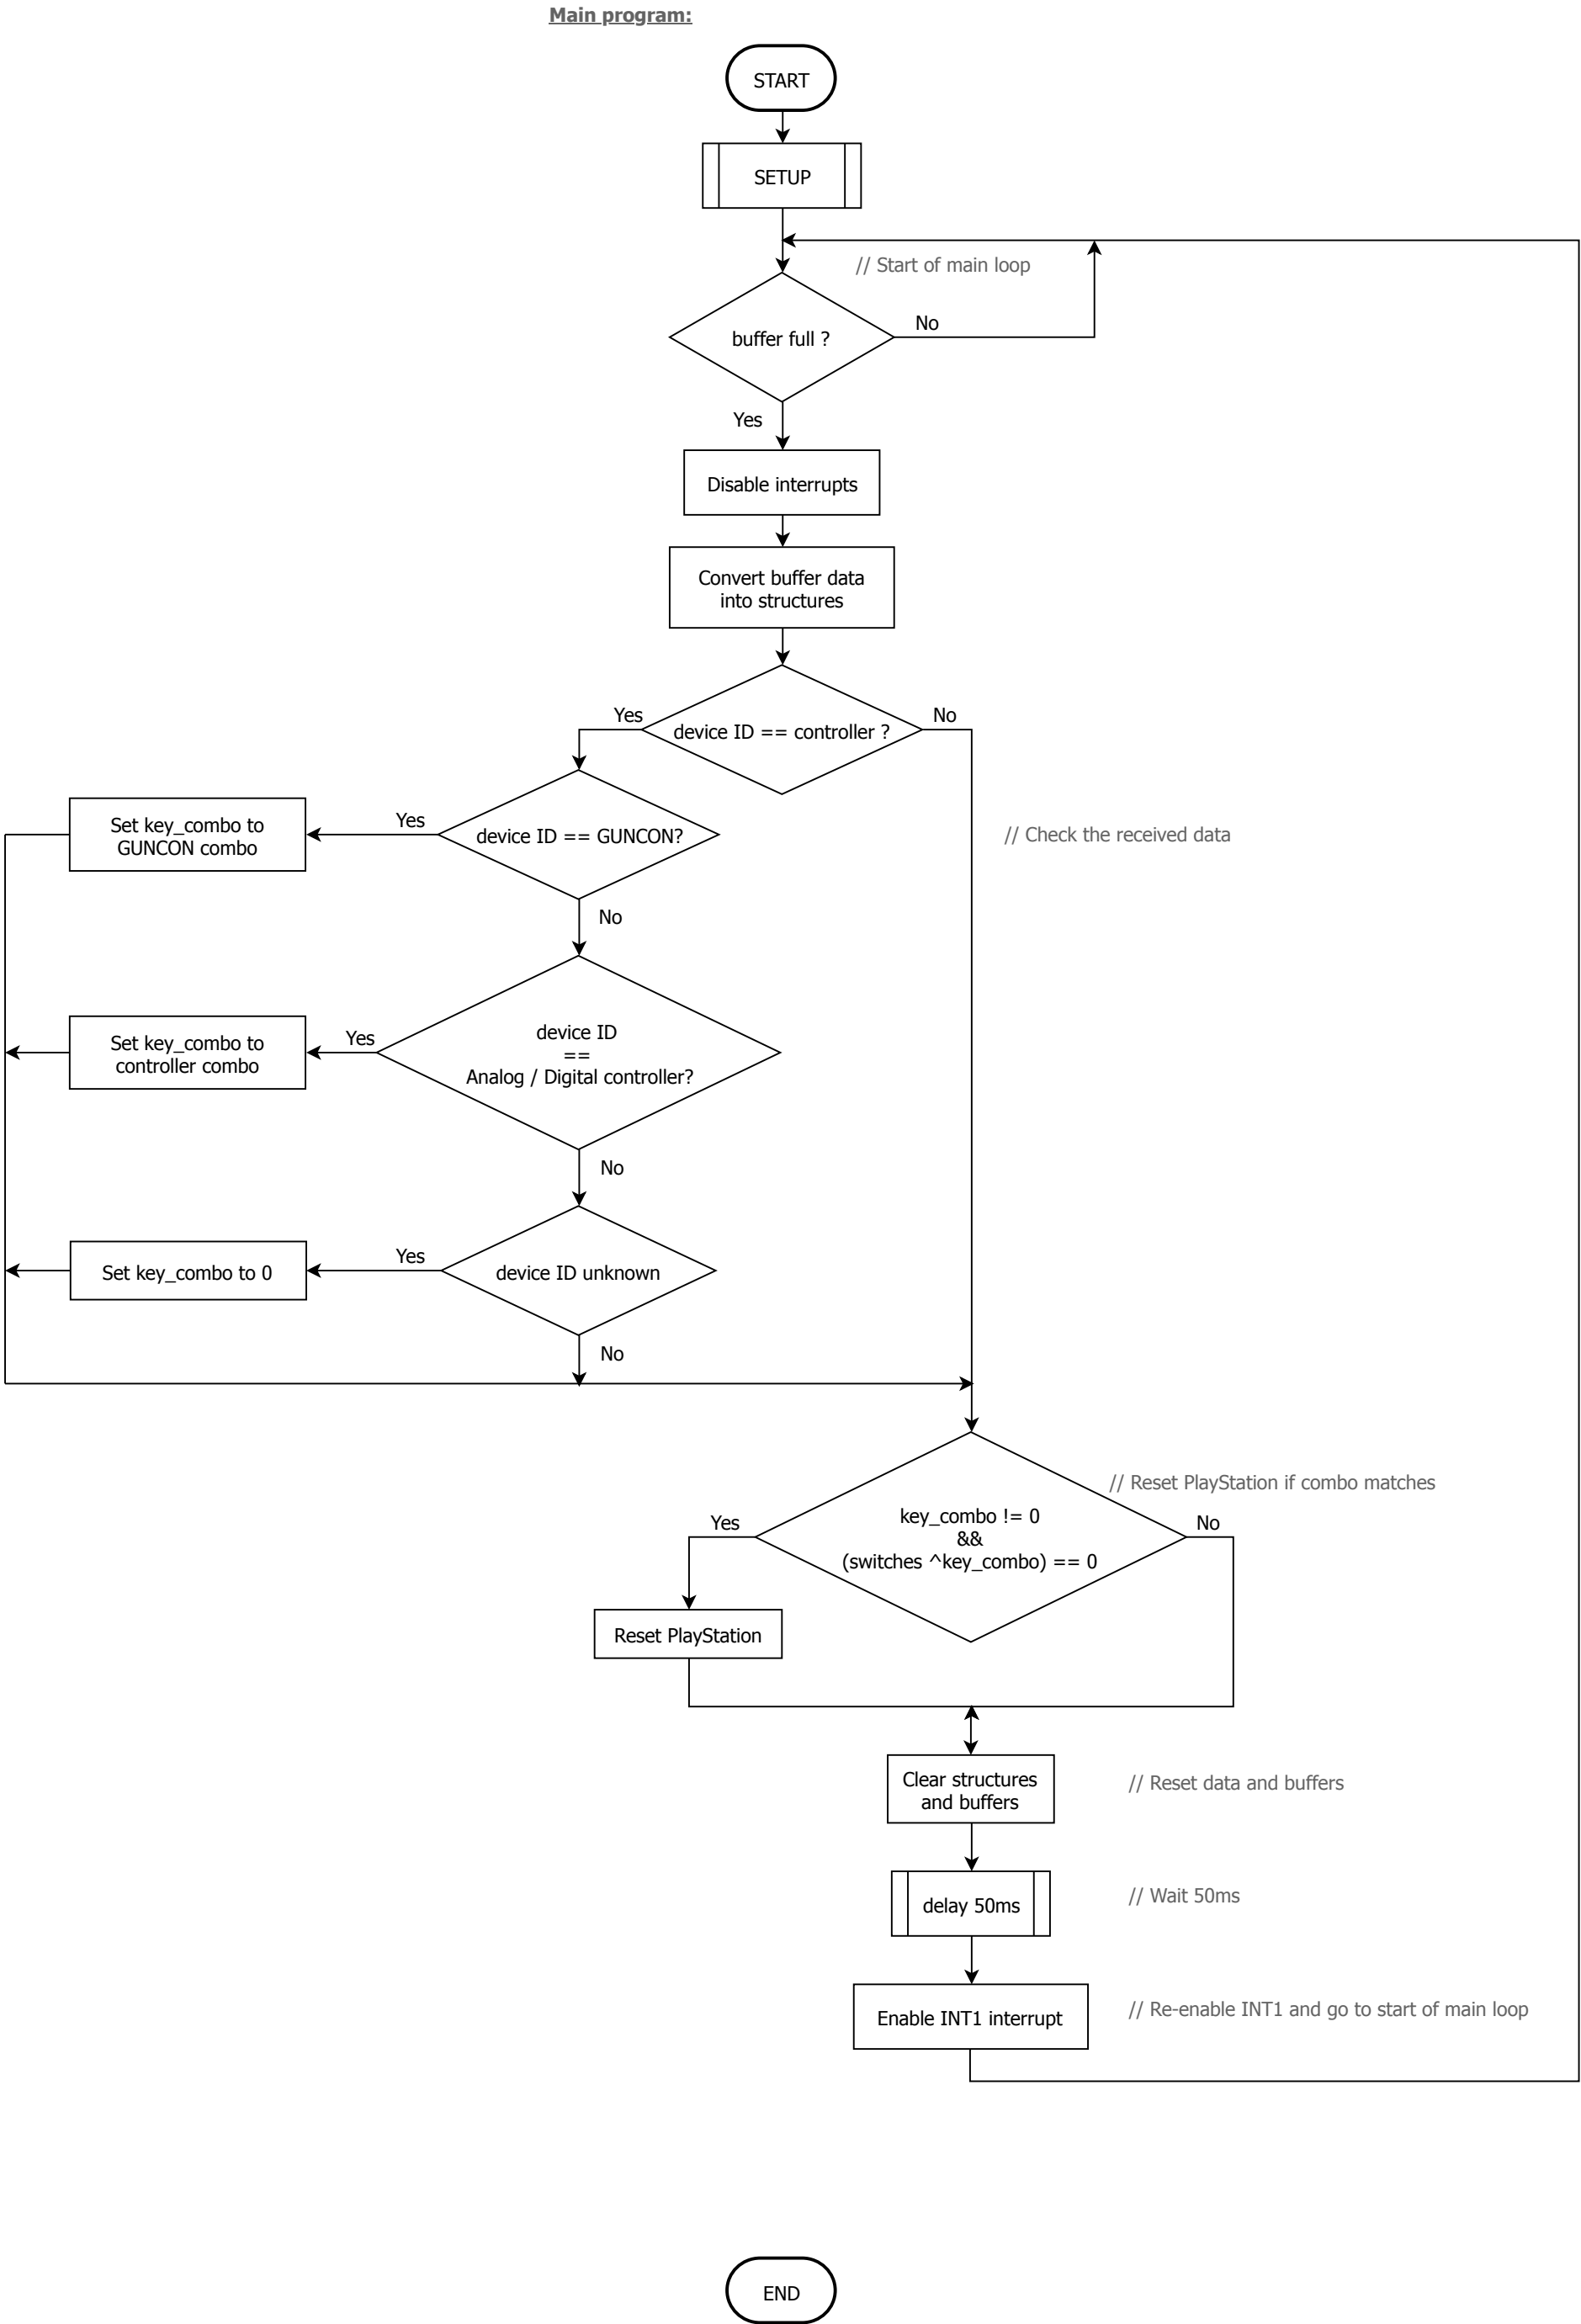 Main program:
START
SETUP
// Start of main loop
No
buffer full ?
Yes
Disable interrupts
Convert buffer data
into structures
Yes
No
device ID == controller ?
Set key_combo to
GUNCON combo
Yes
device ID == GUNCON?
// Check the received data
No
Set key_combo to
controller combo
Yes
device ID
==
Analog / Digital controller?
No
Set key_combo to 0
Yes
device ID unknown
No
// Reset PlayStation if combo matches
Yes
key_combo != 0
&&
(switches ^key_combo) == 0
No
Reset PlayStation
Clear structures
and buffers
// Reset data and buffers
delay 50ms
// Wait 50ms
Enable INT1 interrupt
// Re-enable INT1 and go to start of main loop
END